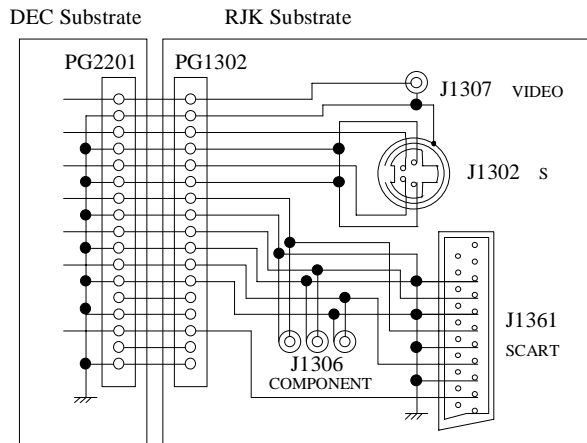 DEC Substrate RJK Substrate
PG2201 PG1302
J1307 VIDEO
J1302 S
J1361
SCART
J1306
COMPONENT